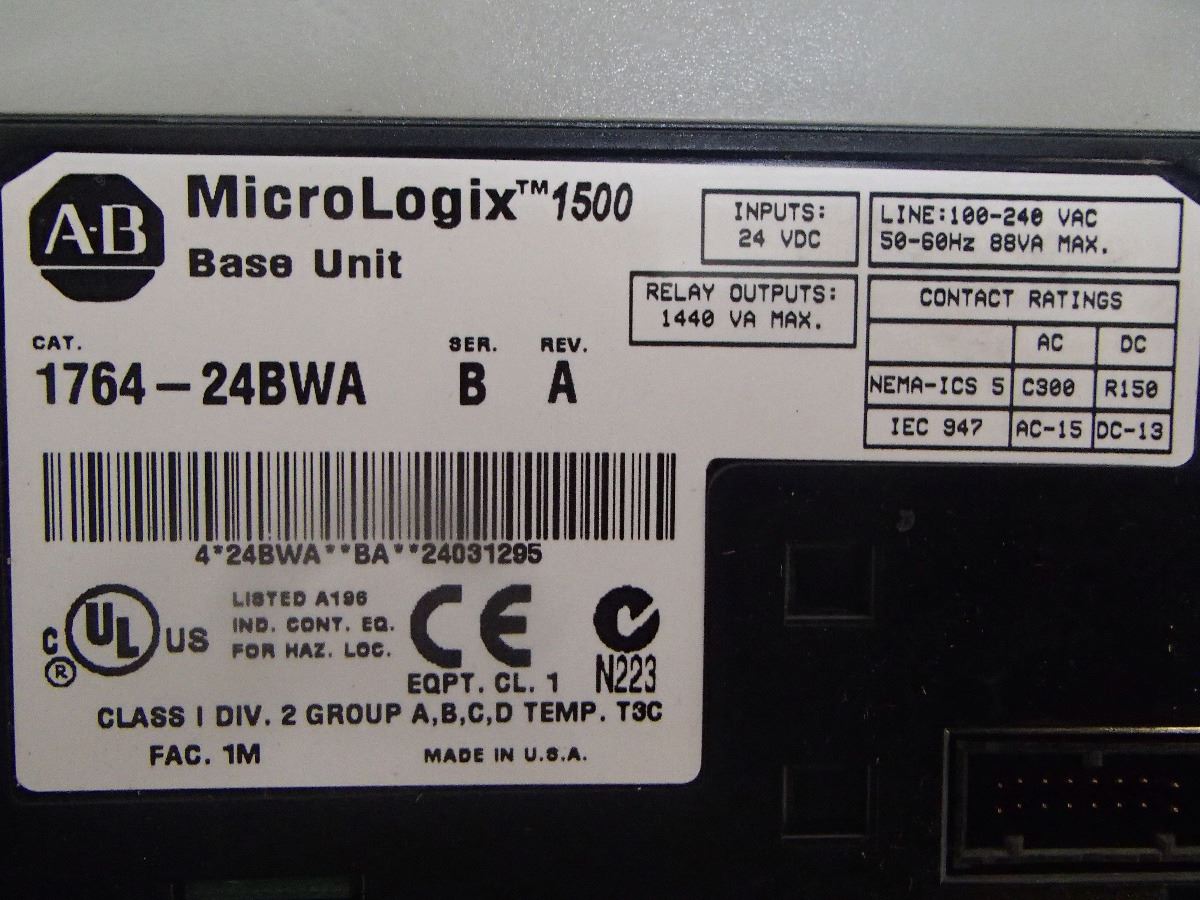 A·B
MicroLogix™1500
Base Unit
INPUTS:
24 VDC
LINE:100-240 VAC
50-60Hz 88VA MAX.
RELAY OUTPUTS:
1440 VA MAX.
CONTACT RATINGS
AC DC
NEMA-ICS 5 C300 R150
IEC 947 AC-15 DC-13
CAT. SER. REV.
1764-24BWA B A
4*24BWA**BA**24031295
C UL US ®
LISTED A196
IND. CONT. EQ.
FOR HAZ. LOC.
CE
EQPT. CL. 1
N223
CLASS I DIV. 2 GROUP A,B,C,D TEMP. T3C
FAC. 1M MADE IN U.S.A.